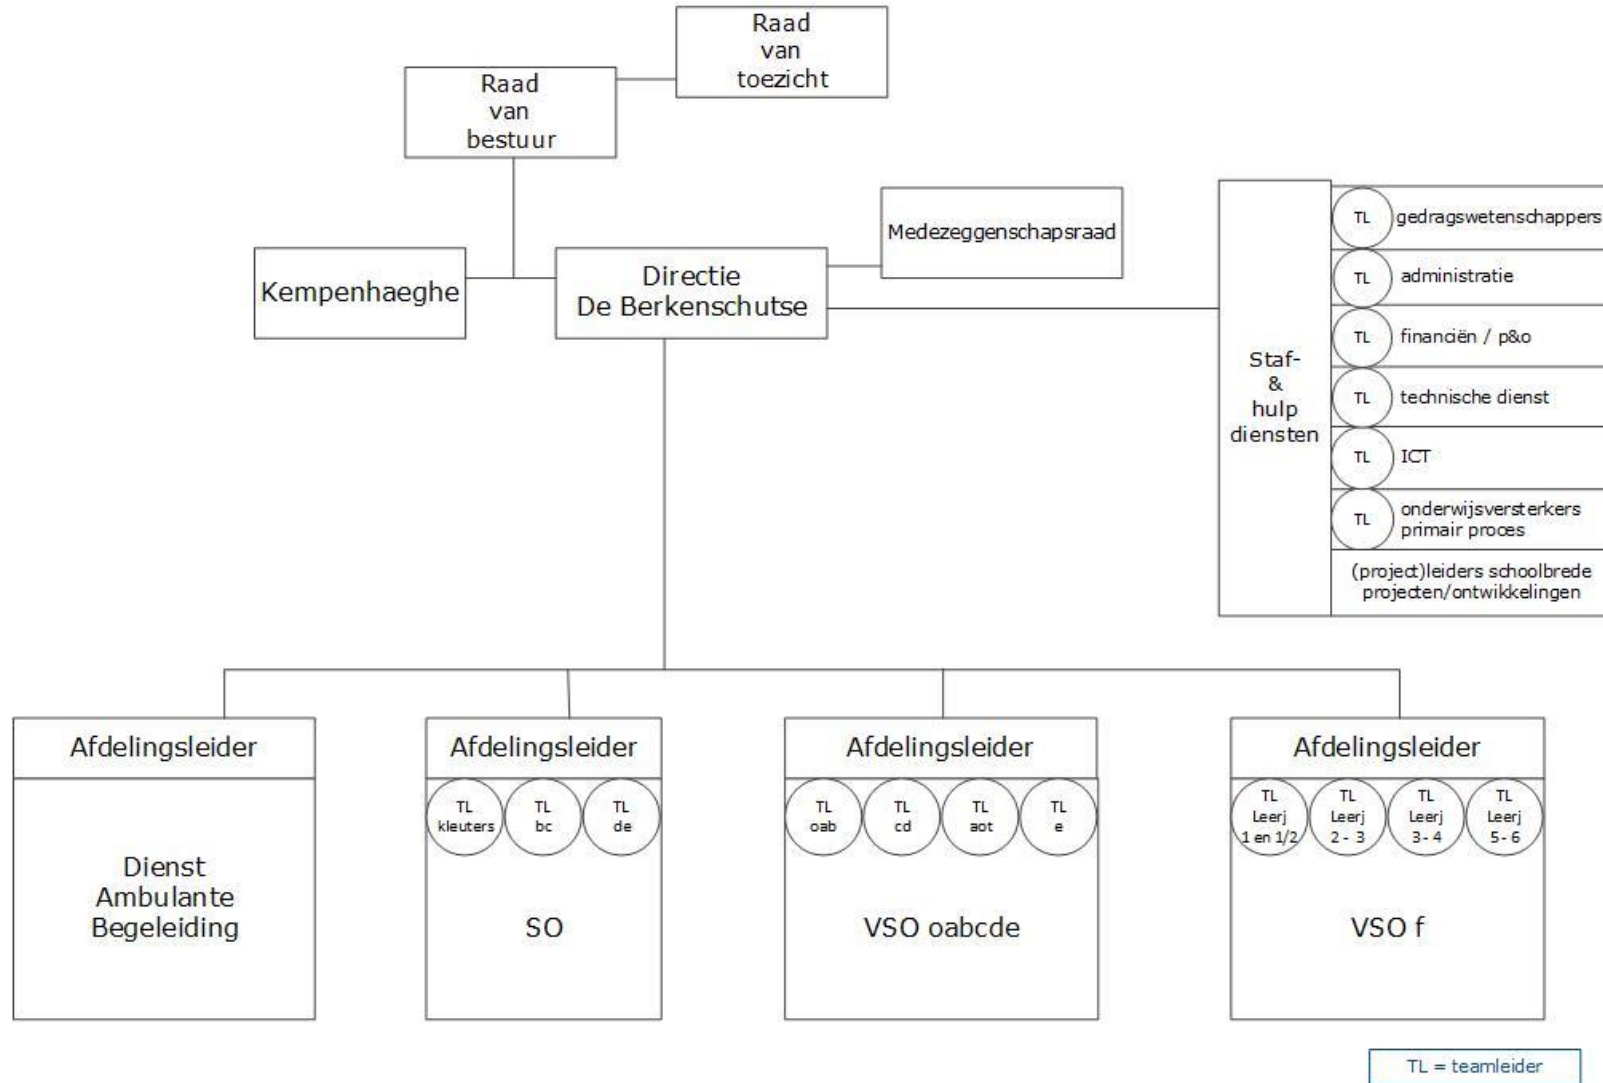 Raad
van
toezicht
Raad
van
bestuur
Medezeggenschapsraad
Kempenhaeghe
Directie
De Berkenschutse
Staf-
&
hulp
diensten
TL gedragswetenschappers
TL administratie
TL financiën / p&o
TL technische dienst
TL ICT
TL onderwijsversterkers
primair proces
(project)leiders schoolbrede
projecten/ontwikkelingen
Afdelingsleider
Dienst
Ambulante
Begeleiding
Afdelingsleider
TL
kleuters
TL
bc
TL
de
SO
Afdelingsleider
TL
oab
TL
cd
TL
aot
TL
e
VSO oabcde
Afdelingsleider
TL
Leerj
1 en 1/2
TL
Leerj
2 - 3
TL
Leerj
3- 4
TL
Leerj
5- 6
VSO f
TL = teamleider